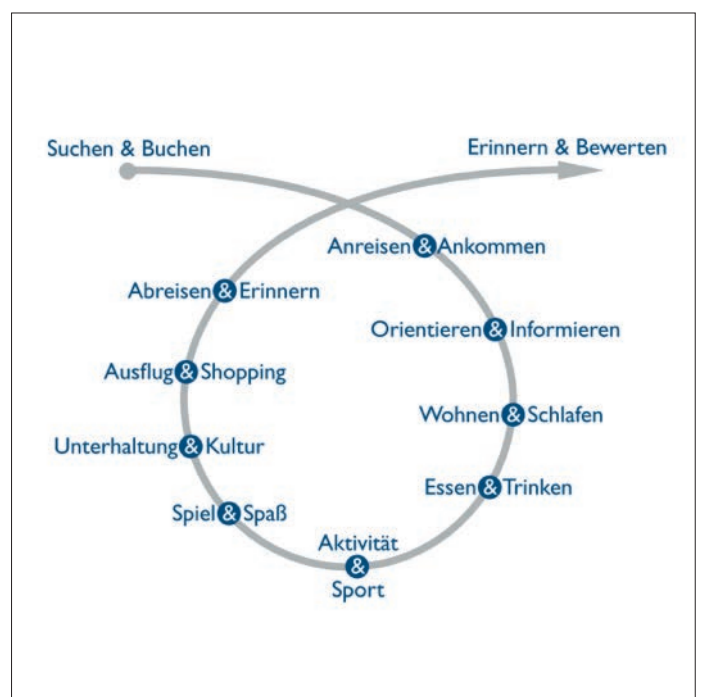 Suchen & Buchen
Erinnern & Bewerten
Anreisen & Ankommen
Abreisen & Erinnern
Orientieren & Informieren
Ausflug & Shopping
Wohnen & Schlafen
Unterhaltung & Kultur
Essen & Trinken
Spiel & Spaß
Aktivität
&
Sport